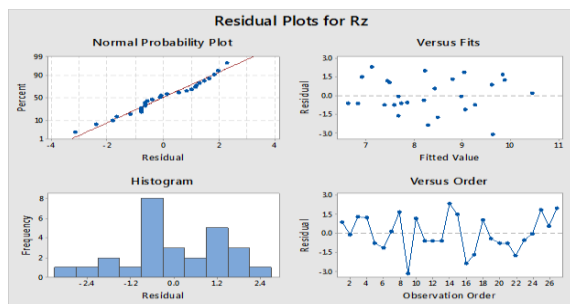 Residual Plots for Rz
Normal Probability Plot
Versus Fits
99
90
50
10
1
Percent
-4 -2 0 2 4
Residual
3.0
1.5
0.0
-1.5
-3.0
Residual
7 8 9 10 11
Fitted Value
Histogram
Versus Order
8
6
4
2
0
Frequency
-2.4 -1.2 0.0 1.2 2.4
Residual
3.0
1.5
0.0
-1.5
-3.0
Residual
2 4 6 8 10 12 14 16 18 20 22 24 26
Observation Order